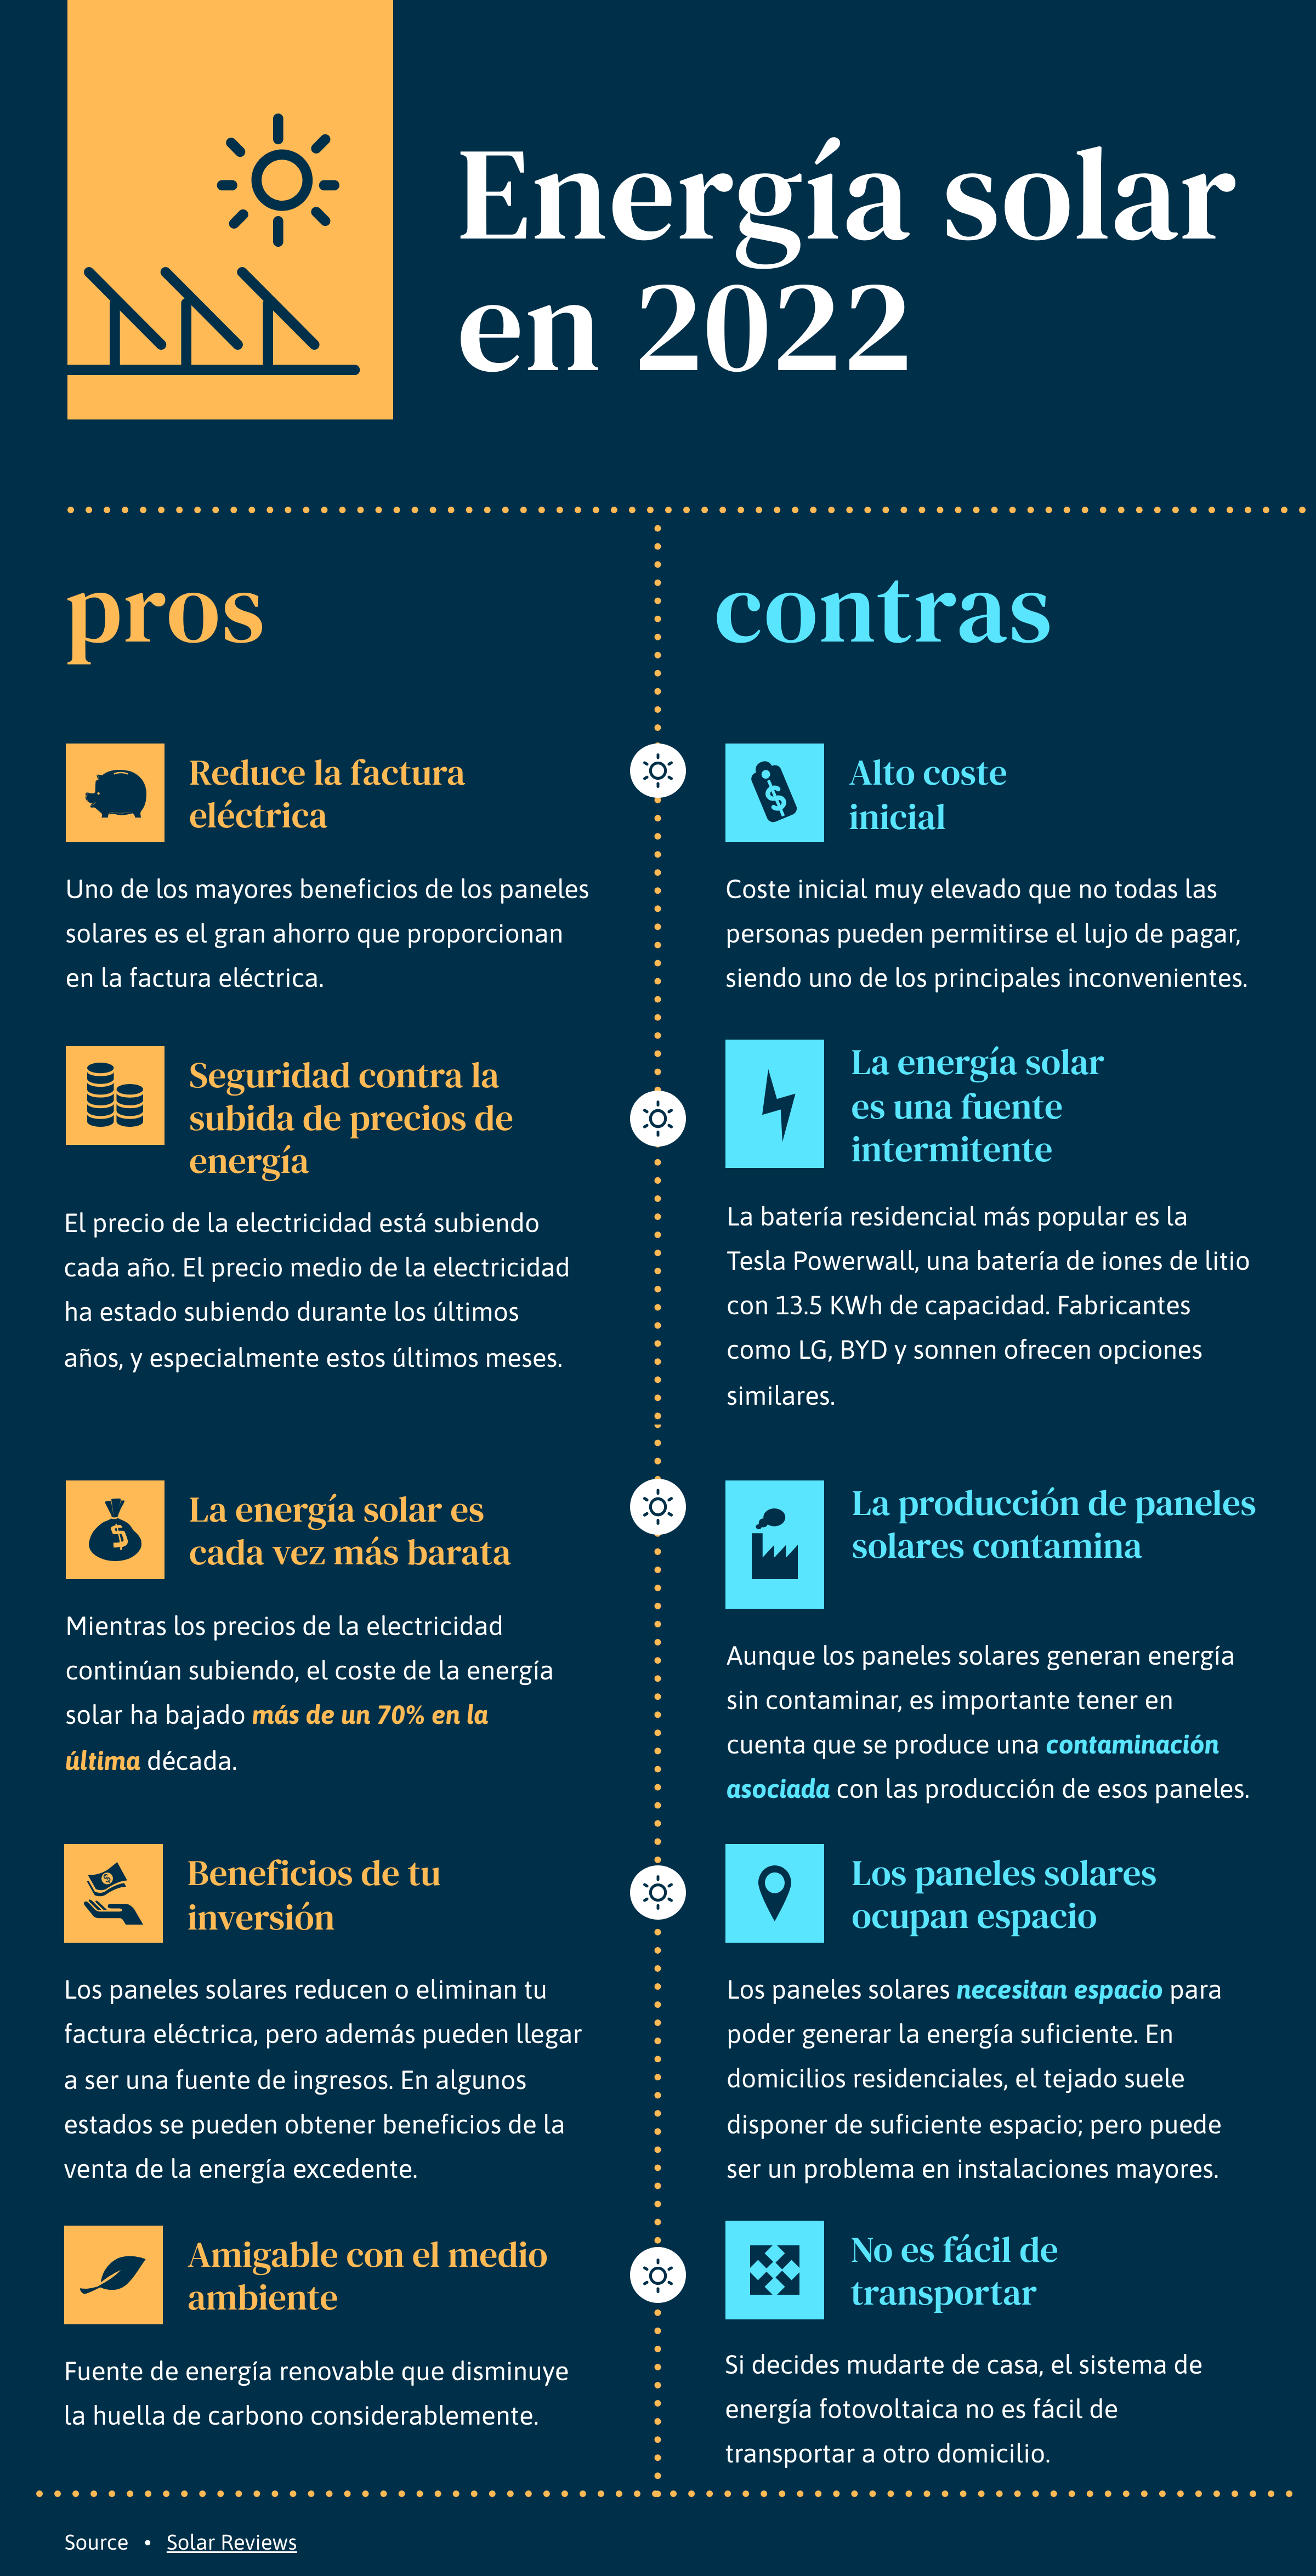 Energía solar
en 2022
pros
Reduce la factura
eléctrica
Uno de los mayores beneficios de los paneles
solares es el gran ahorro que proporcionan
en la factura eléctrica.
Seguridad contra la
subida de precios de
energía
El precio de la electricidad está subiendo
cada año. El precio medio de la electricidad
ha estado subiendo durante los últimos
años, y especialmente estos últimos meses.
La energía solar es
cada vez más barata
Mientras los precios de la electricidad
continúan subiendo, el coste de la energía
solar ha bajado más de un 70% en la
última década.
Beneficios de tu
inversión
Los paneles solares reducen o eliminan tu
factura eléctrica, pero además pueden llegar
a ser una fuente de ingresos. En algunos
estados se pueden obtener beneficios de la
venta de la energía excedente.
Amigable con el medio
ambiente
Fuente de energía renovable que disminuye
la huella de carbono considerablemente.
contras
Alto coste
inicial
Coste inicial muy elevado que no todas las
personas pueden permitirse el lujo de pagar,
siendo uno de los principales inconvenientes.
La energía solar
es una fuente
intermitente
La batería residencial más popular es la
Tesla Powerwall, una batería de iones de litio
con 13.5 KWh de capacidad. Fabricantes
como LG, BYD y sonnen ofrecen opciones
similares.
La producción de paneles
solares contamina
Aunque los paneles solares generan energía
sin contaminar, es importante tener en
cuenta que se produce una contaminación
asociada con las producción de esos paneles.
Los paneles solares
ocupan espacio
Los paneles solares necesitan espacio para
poder generar la energía suficiente. En
domicilios residenciales, el tejado suele
disponer de suficiente espacio; pero puede
ser un problema en instalaciones mayores.
No es fácil de
transportar
Si decides mudarte de casa, el sistema de
energía fotovoltaica no es fácil de
transportar a otro domicilio.
Source • Solar Reviews